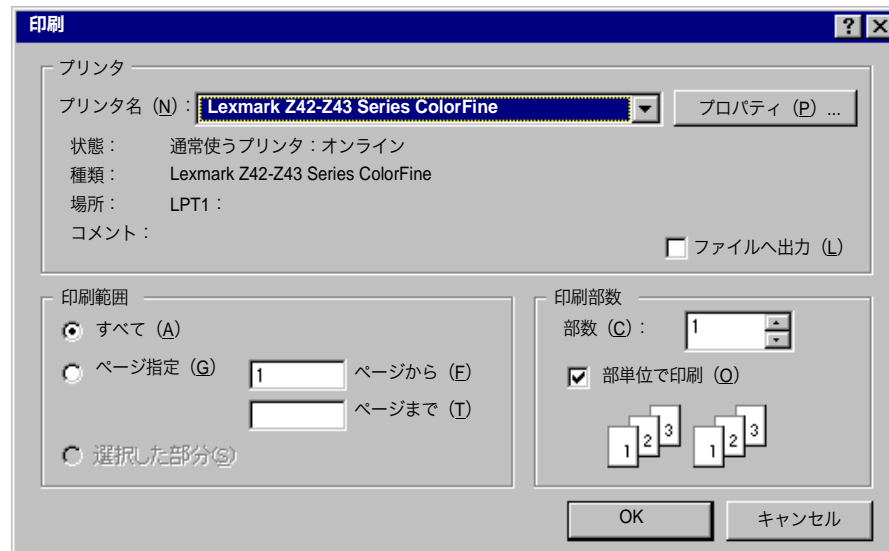 印刷
プリンタ
プリンタ名（N）：Lexmark Z42-Z43 Series ColorFine プロパティ（P）...
状態： 通常使うプリンタ：オンライン
種類： Lexmark Z42-Z43 Series ColorFine
場所： LPT1：
コメント：
ファイルへ出力（L）
印刷範囲
すべて（A）
ページ指定（G） 1 ページから（F）
ページまで（T）
選択した部分(S)
印刷部数
部数（C）： 1
部単位で印刷（O）
1 2 3 1 2 3
OK キャンセル